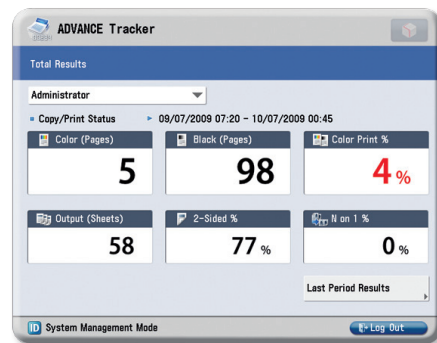 ADVANCE Tracker
Total Results
Administrator
Copy/Print Status 09/07/2009 07:20 - 10/07/2009 00:45
Color (Pages) Black (Pages) Color Print %
5 98 4 %
Output (Sheets) 2-Sided % N on 1 %
58 77 % 0 %
Last Period Results
ID System Management Mode Log Out